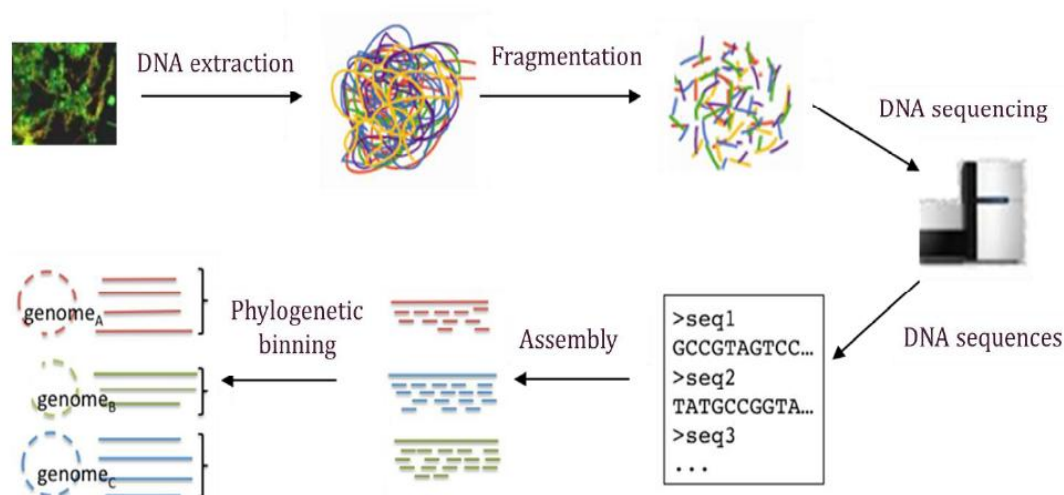 DNA extraction
Fragmentation
DNA sequencing
DNA sequences
>seq1
GCCGTAGTCC...
>seq2
TATGCCGGTA...
>seq3
...
Assembly
Phylogenetic
binning
genomeA
genomeB
genomeC